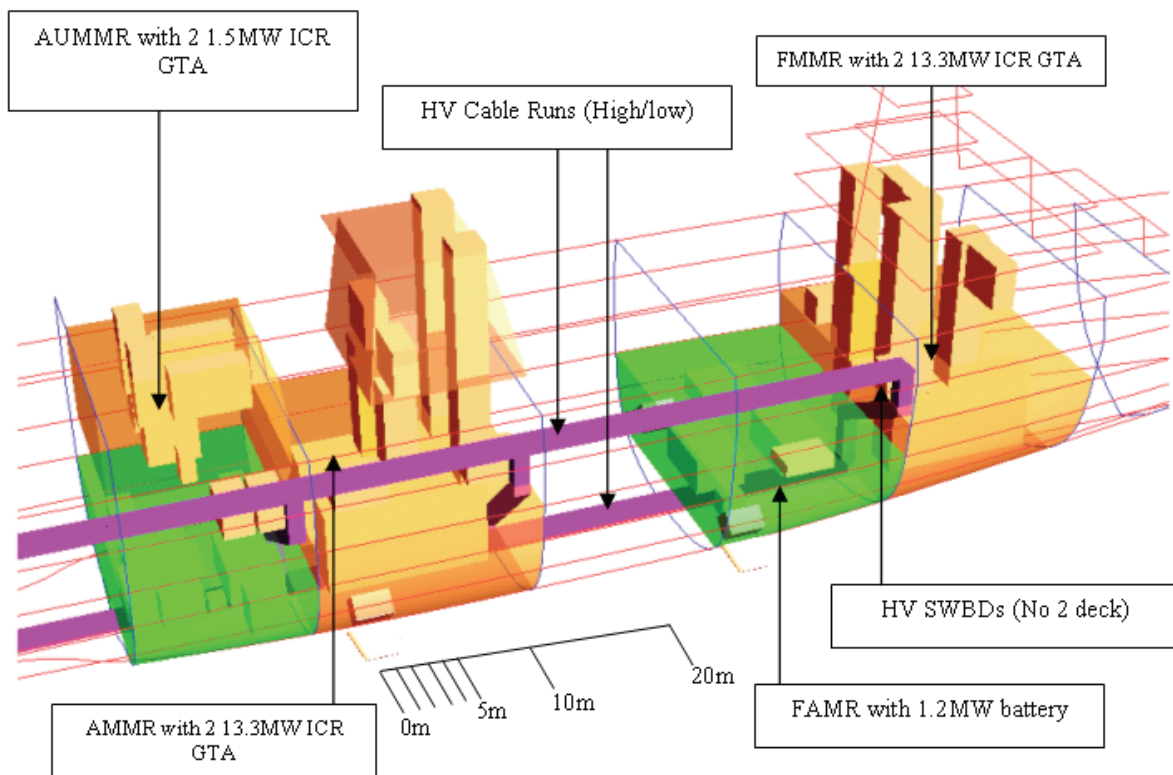 AUMMR with 2 1.5MW ICR
GTA
HV Cable Runs (High/low)
FMMR with 2 13.3MW ICR GTA
HV SWBDs (No 2 deck)
20m
10m
5m
0m
FAMR with 1.2MW battery
AMMR with 2 13.3MW ICR
GTA